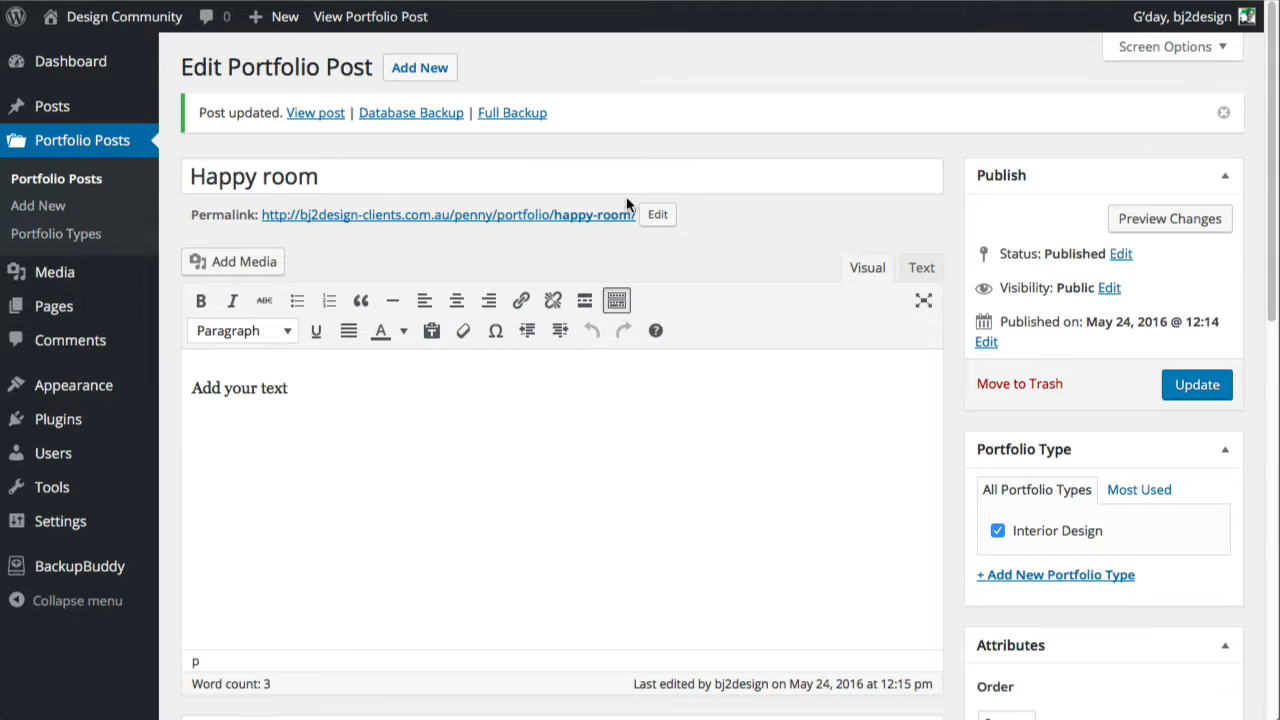 Design Community 0 New View Portfolio Post G'day, bj2design
Screen Options
Dashboard
Posts
Portfolio Posts
Portfolio Posts
Add New
Portfolio Types
Media
Pages
Comments
Appearance
Plugins
Users
Tools
Settings
BackupBuddy
Collapse menu
Edit Portfolio Post Add New
Post updated. View post | Database Backup | Full Backup
Happy room
Permalink: http://bj2design-clients.com.au/penny/portfolio/happy-room/ Edit
Add Media
Visual Text
B I ABC
Paragraph U A Ω ?
Add your text
p
Word count: 3 Last edited by bj2design on May 24, 2016 at 12:15 pm
Publish
Preview Changes
Status: Published Edit
Visibility: Public Edit
Published on: May 24, 2016 @ 12:14
Edit
Move to Trash Update
Portfolio Type
All Portfolio Types Most Used
Interior Design
+ Add New Portfolio Type
Attributes
Order